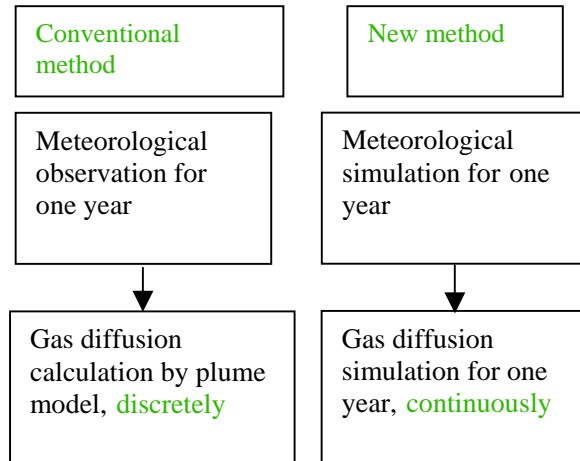 Conventional
method
New method
Meteorological
observation for
one year
Meteorological
simulation for one
year
Gas diffusion
calculation by plume
model, discretely
Gas diffusion
simulation for one
year, continuously